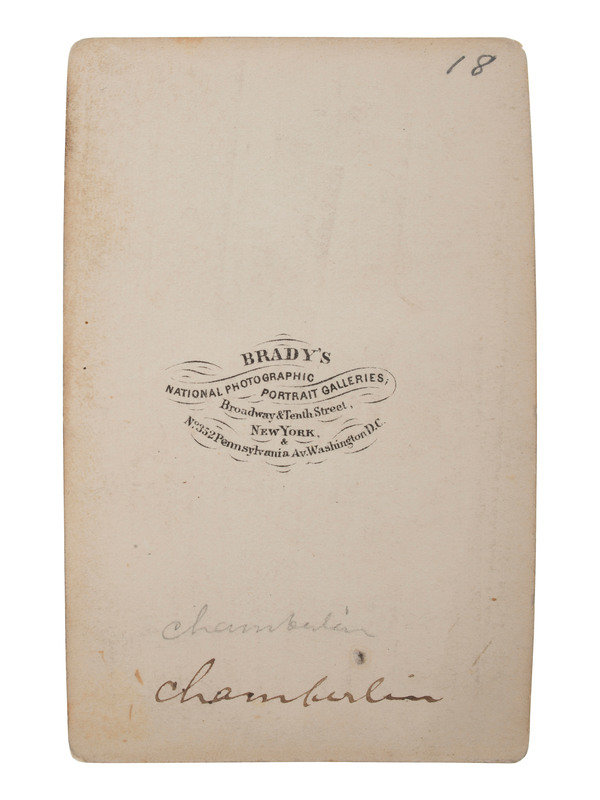 18
BRADY'S
NATIONAL PHOTOGRAPHIC PORTRAIT GALLERIES,
Broadway & Tenth Street,
NEW YORK,
&
No. 352 Pennsylvania Av. Washington D.C.
chamberlin
chamberlin